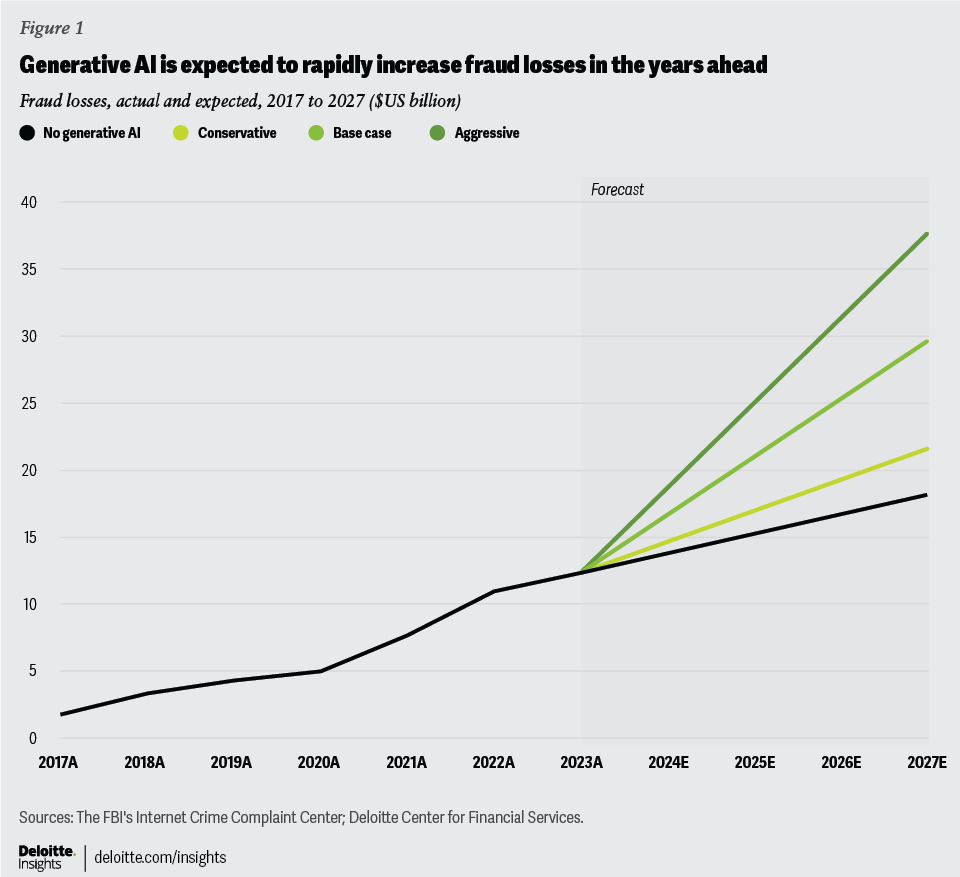 Figure 1
Generative AI is expected to rapidly increase fraud losses in the years ahead
Fraud losses, actual and expected, 2017 to 2027 ($US billion)
No generative AI Conservative Base case Aggressive
Forecast
40
35
30
25
20
15
10
5
0
2017A 2018A 2019A 2020A 2021A 2022A 2023A 2024E 2025E 2026E 2027E
Sources: The FBI's Internet Crime Complaint Center; Deloitte Center for Financial Services.
Deloitte.
Insights
deloitte.com/insights